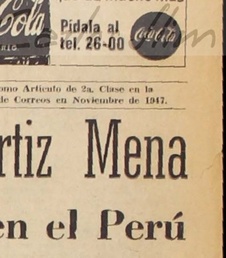 Cola
Pídala al
tel. 26-00
Coca-Cola
omo Artículo de 2a. Clase en la
de Correos en Noviembre de 1947.
rtiz Mena
en el Perú